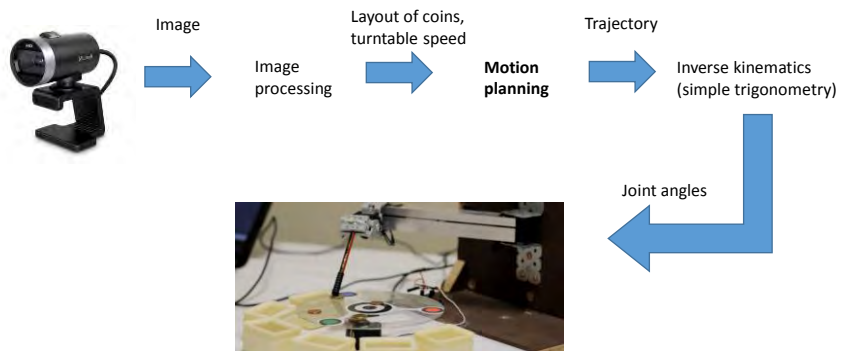 Image
Layout of coins,
turntable speed
Trajectory
Image
processing
Motion
planning
Inverse kinematics
(simple trigonometry)
Joint angles